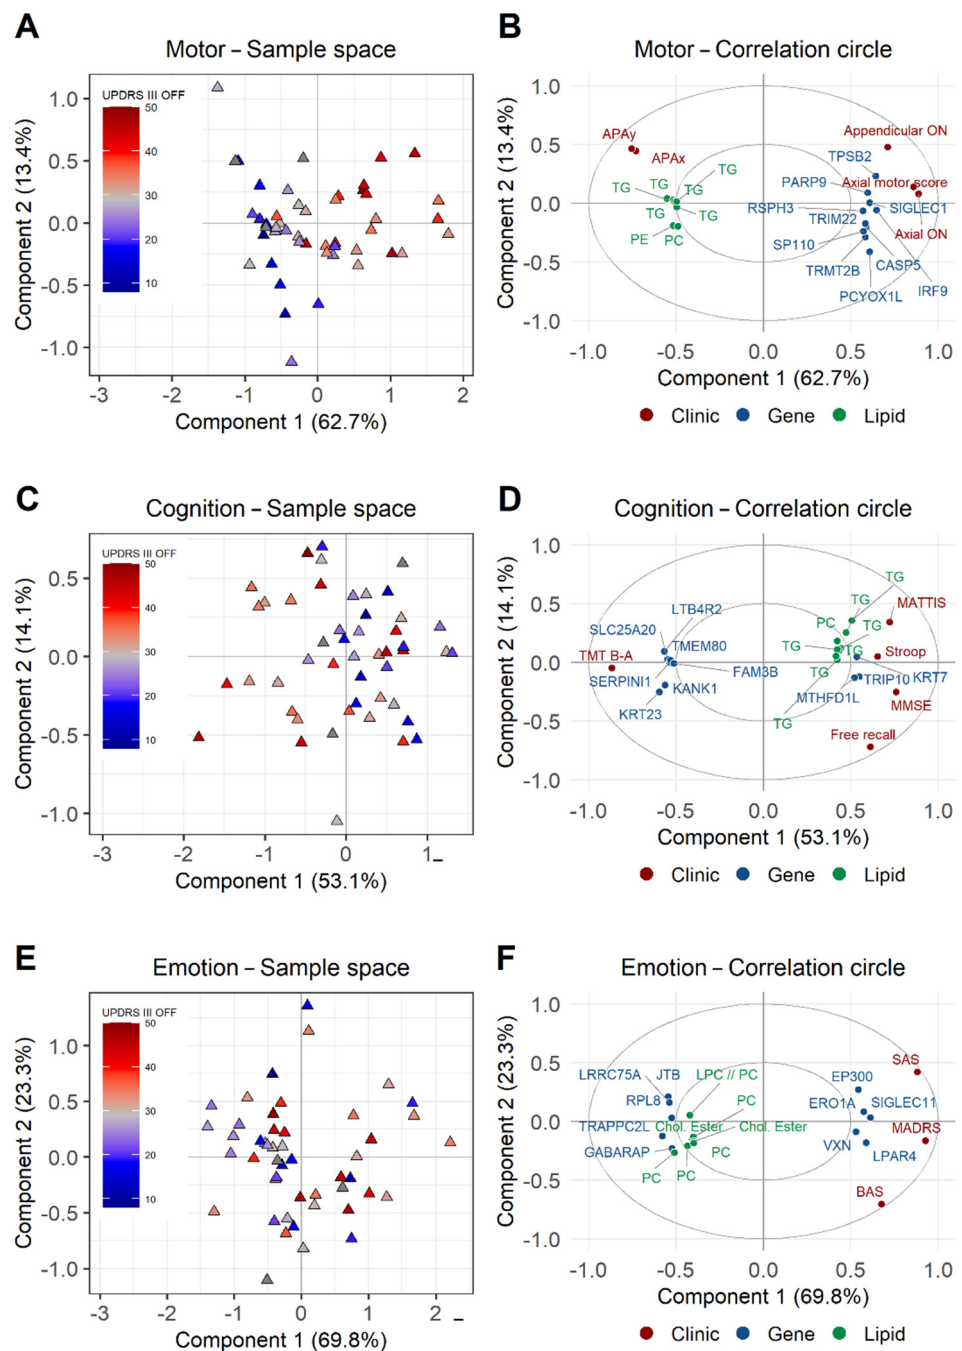 A
Motor – Sample space
UPDRS III OFF
50
40
30
20
10
1.0
0.5
0.0
-0.5
-1.0
Component 2 (13.4%)
-3
-2
-1
0
1
2
Component 1 (62.7%)
B
Motor – Correlation circle
1.0
0.5
0.0
-0.5
-1.0
Component 2 (13.4%)
APAy
APAx
TG
TG
TG
TG
TG
TG
PE
PC
Appendicular ON
TPSB2
PARP9
Axial motor score
RSPH3
SIGLEC1
TRIM22
SP110
Axial ON
TRMT2B
CASP5
PCYOX1L
IRF9
-1.0
-0.5
0.0
0.5
1.0
Component 1 (62.7%)
Clinic
Gene
Lipid
C
Cognition – Sample space
UPDRS III OFF
50
40
30
20
10
0.5
0.0
-0.5
-1.0
Component 2 (14.1%)
-3
-2
-1
0
1
Component 1 (53.1%)
D
Cognition – Correlation circle
1.0
0.5
0.0
-0.5
-1.0
Component 2 (14.1%)
TG
TG
LTB4R2
MATTIS
PC
TG
SLC25A20
TMEM80
TG
TG
Stroop
TMT B-A
FAM3B
TG
SERPINI1
KANK1
TRIP10
KRT7
MTHFD1L
MMSE
KRT23
TG
Free recall
-1.0
-0.5
0.0
0.5
1.0
Component 1 (53.1%)
Clinic
Gene
Lipid
E
Emotion – Sample space
UPDRS III OFF
50
40
30
20
10
1.0
0.5
0.0
-0.5
-1.0
Component 2 (23.3%)
-3
-2
-1
0
1
2
Component 1 (69.8%)
F
Emotion – Correlation circle
1.0
0.5
0.0
-0.5
-1.0
Component 2 (23.3%)
SAS
LRRC75A
JTB
LPC // PC
EP300
RPL8
PC
ERO1A
SIGLEC11
TRAPPC2L
Chol. Ester
Chol. Ester
MADRS
GABARAP
PC
VXN
LPAR4
PC
PC
BAS
-1.0
-0.5
0.0
0.5
1.0
Component 1 (69.8%)
Clinic
Gene
Lipid